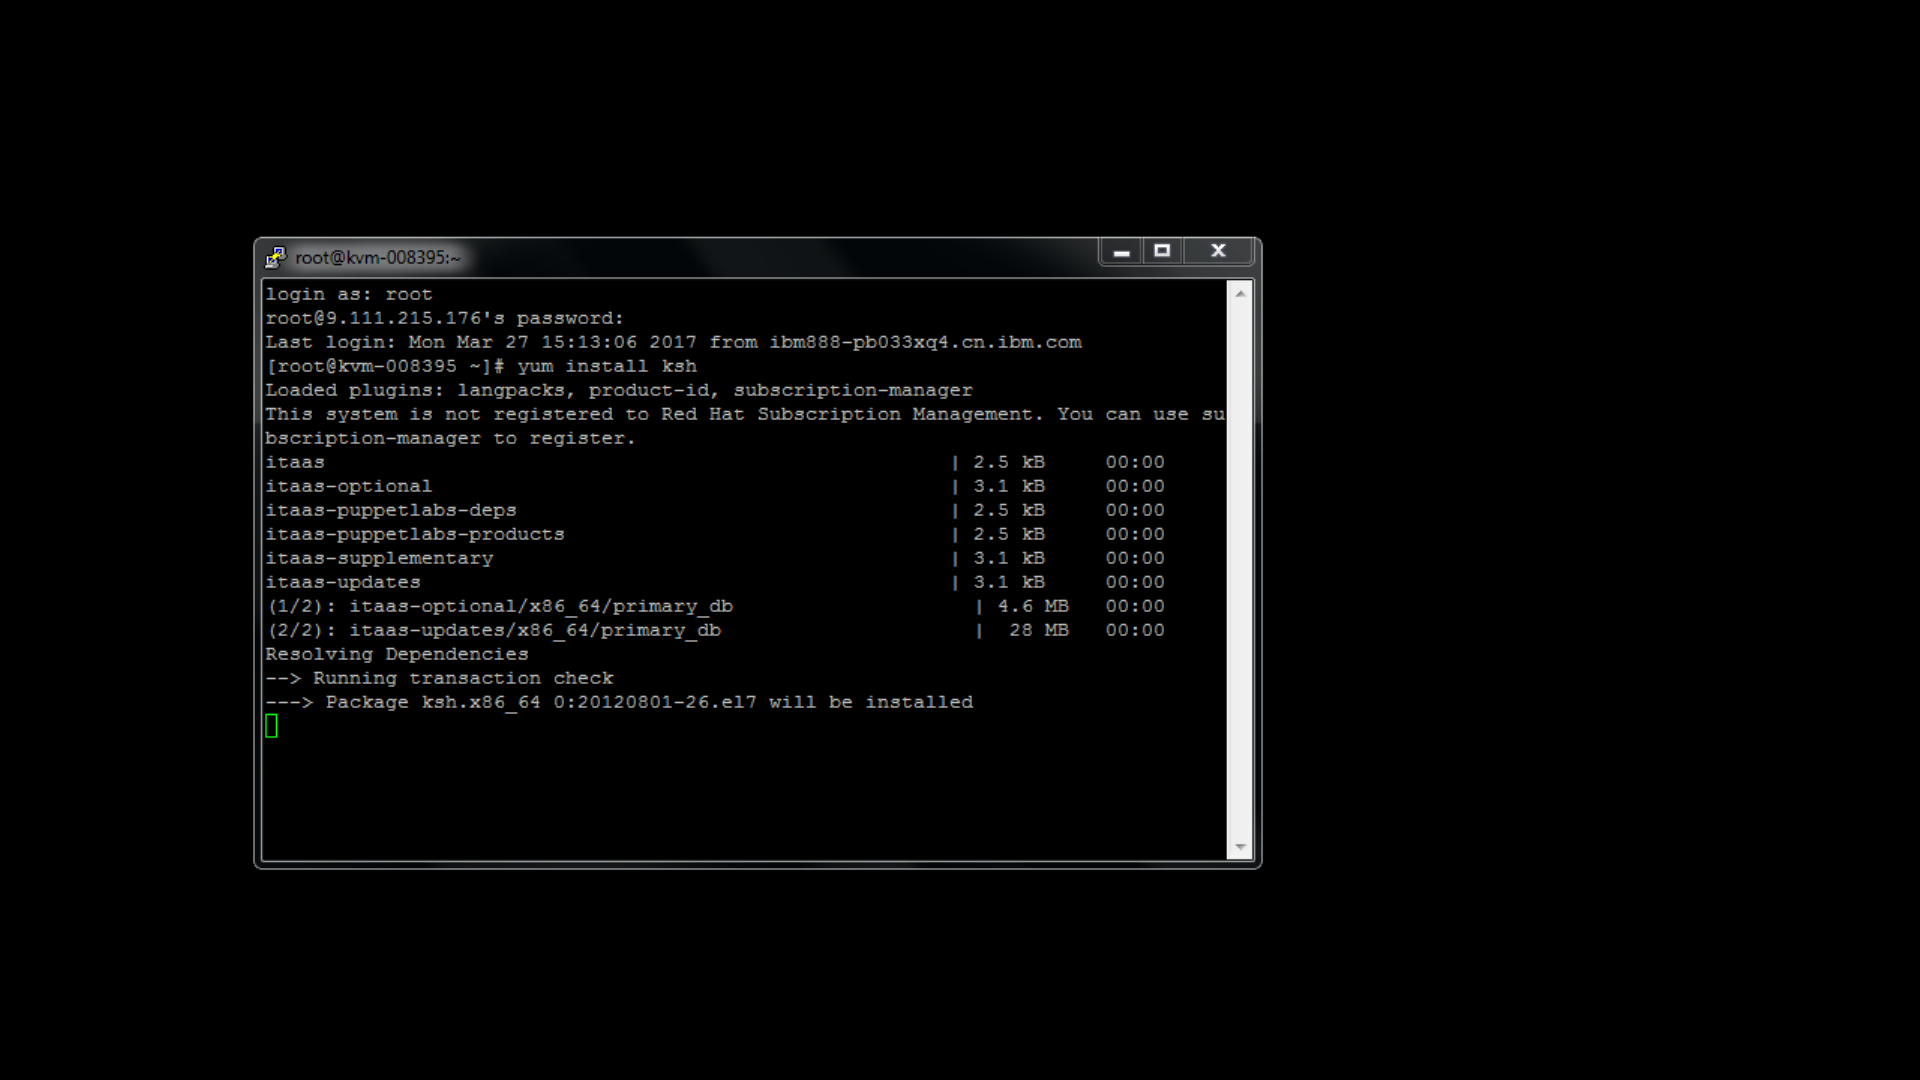 root@kvm-008395:~
login as: root
root@9.111.215.176's password:
Last login: Mon Mar 27 15:13:06 2017 from ibm888-pb033xq4.cn.ibm.com
[root@kvm-008395 ~]# yum install ksh
Loaded plugins: langpacks, product-id, subscription-manager
This system is not registered to Red Hat Subscription Management. You can use su
bscription-manager to register.
itaas | 2.5 kB 00:00
itaas-optional | 3.1 kB 00:00
itaas-puppetlabs-deps | 2.5 kB 00:00
itaas-puppetlabs-products | 2.5 kB 00:00
itaas-supplementary | 3.1 kB 00:00
itaas-updates | 3.1 kB 00:00
(1/2): itaas-optional/x86_64/primary_db | 4.6 MB 00:00
(2/2): itaas-updates/x86_64/primary_db | 28 MB 00:00
Resolving Dependencies
--> Running transaction check
---> Package ksh.x86_64 0:20120801-26.el7 will be installed